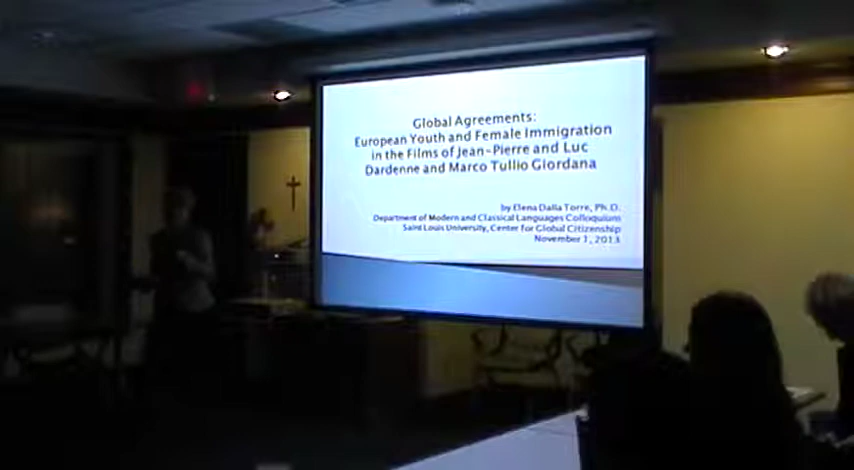 Global Agreements:
European Youth and Female Immigration
in the Films of Jean-Pierre and Luc
Dardenne and Marco Tullio Giordana
by Elena Dalla Torre, Ph.D.
Department of Modern and Classical Languages Colloquium
Saint Louis University, Center for Global Citizenship
November 1, 2013